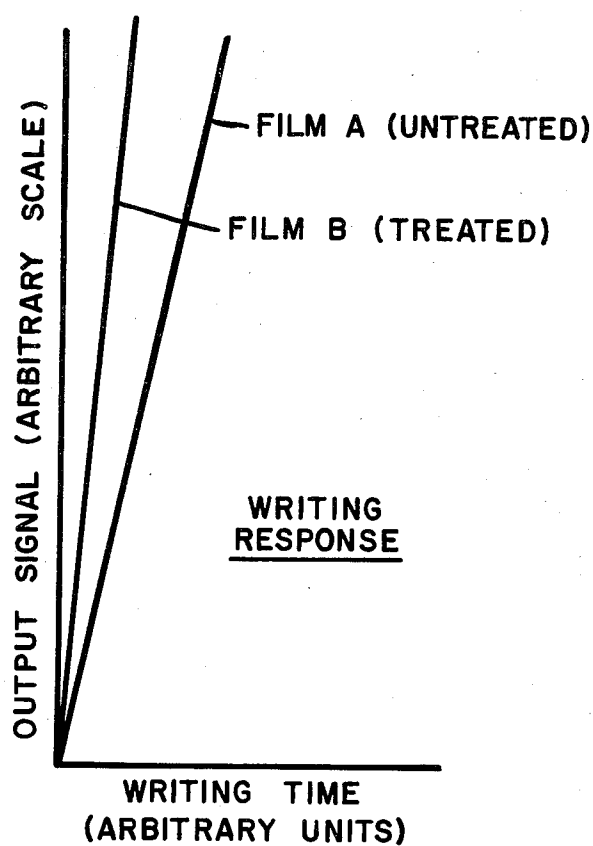 OUTPUT SIGNAL (ARBITRARY SCALE)
FILM A (UNTREATED)
FILM B (TREATED)
WRITING
RESPONSE
WRITING TIME
(ARBITRARY UNITS)